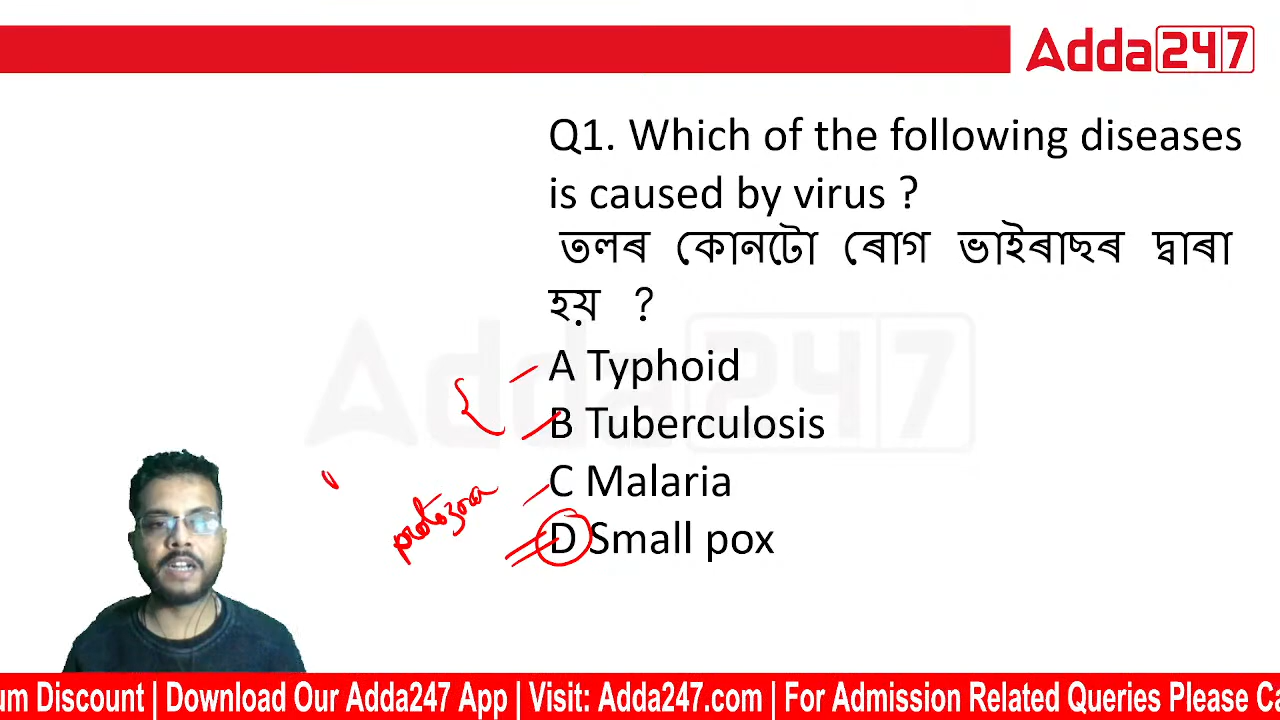 Adda247
Q1. Which of the following diseases
is caused by virus ?
তলৰ কোনটো ৰোগ ভাইৰাছৰ দ্বাৰা
হয় ?
Adda247
A Typhoid
B Tuberculosis
C Malaria
protozoa
D Small pox
um Discount | Download Our Adda247 App | Visit: Adda247.com | For Admission Related Queries Please Ca